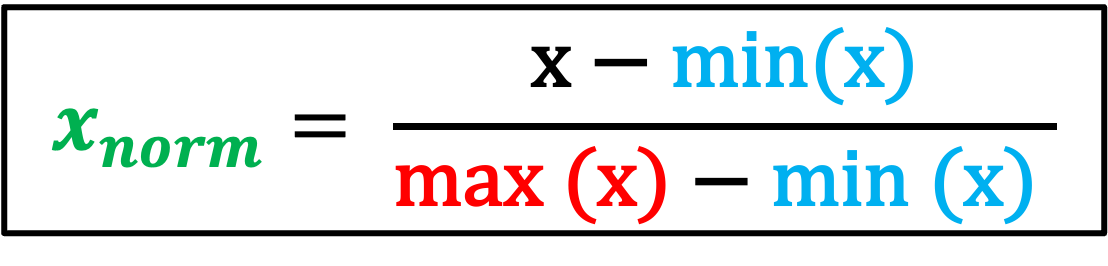 x_norm = x − min(x)
max (x) − min (x)